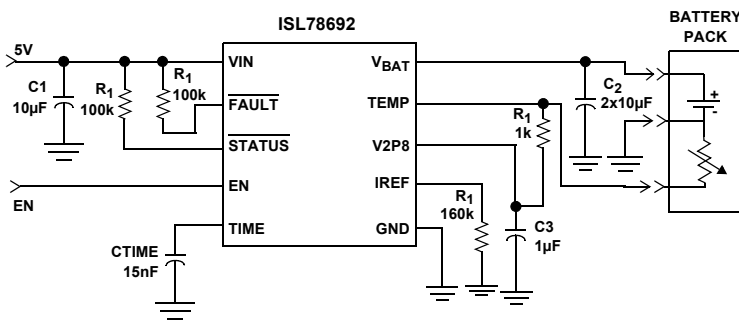 ISL78692
BATTERY
PACK
5V
C1
10µF
R1
100k
R1
100k
VIN
FAULT
STATUS
EN
TIME
VBAT
TEMP
V2P8
IREF
GND
R1
1k
C2
2x10µF
+
-
EN
CTIME
15nF
R1
160k
C3
1µF